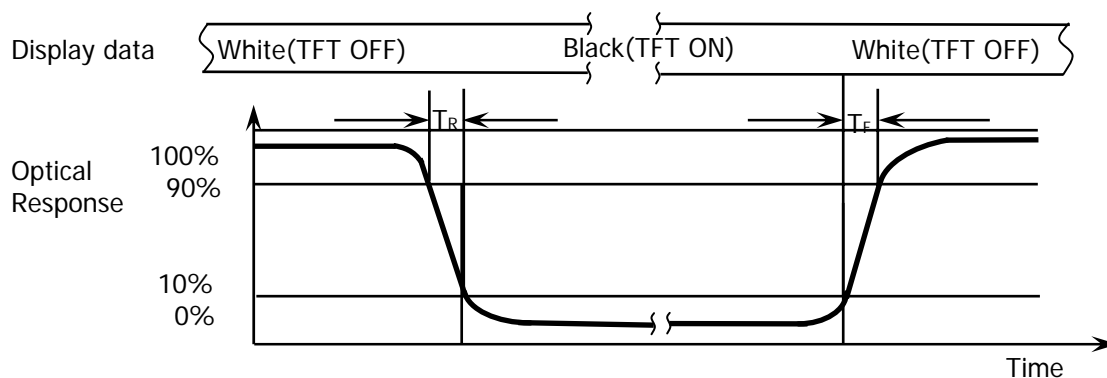 Display data
White(TFT OFF) Black(TFT ON) White(TFT OFF)
TR TF
100%
Optical
Response
90%
10%
0%
Time